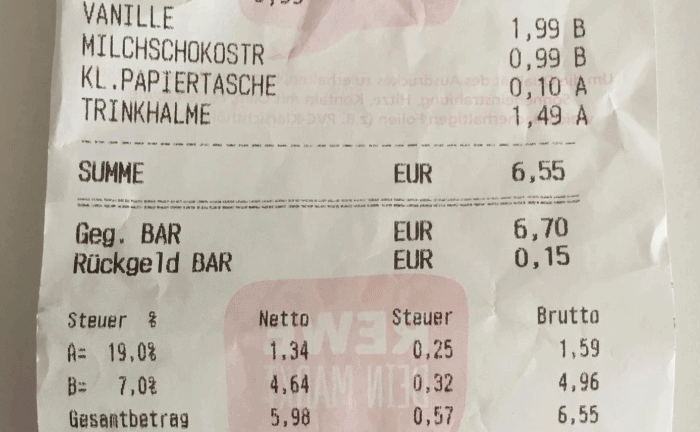 VANILLE 1,99 B
MILCHSCHOKOSTR 0,99 B
KL.PAPIERTASCHE 0,10 A
TRINKHALME 1,49 A
SUMME EUR 6,55
Geg. BAR EUR 6,70
Rückgeld BAR EUR 0,15
Steuer % Netto Steuer Brutto
A= 19,0% 1,34 0,25 1,59
B= 7,0% 4,64 0,32 4,96
Gesamtbetrag 5,98 0,57 6,55